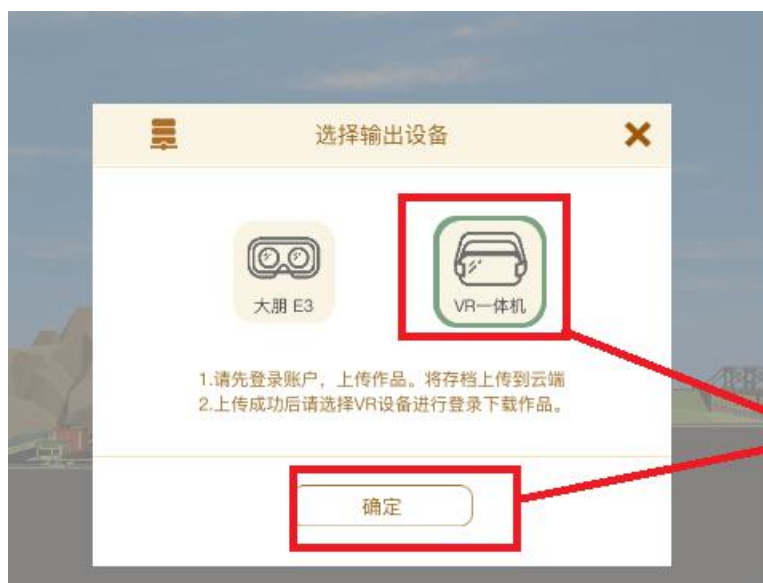 选择输出设备
大朋 E3
VR一体机
1.请先登录账户，上传作品。将存档上传到云端
2.上传成功后请选择VR设备进行登录下载作品。
确定